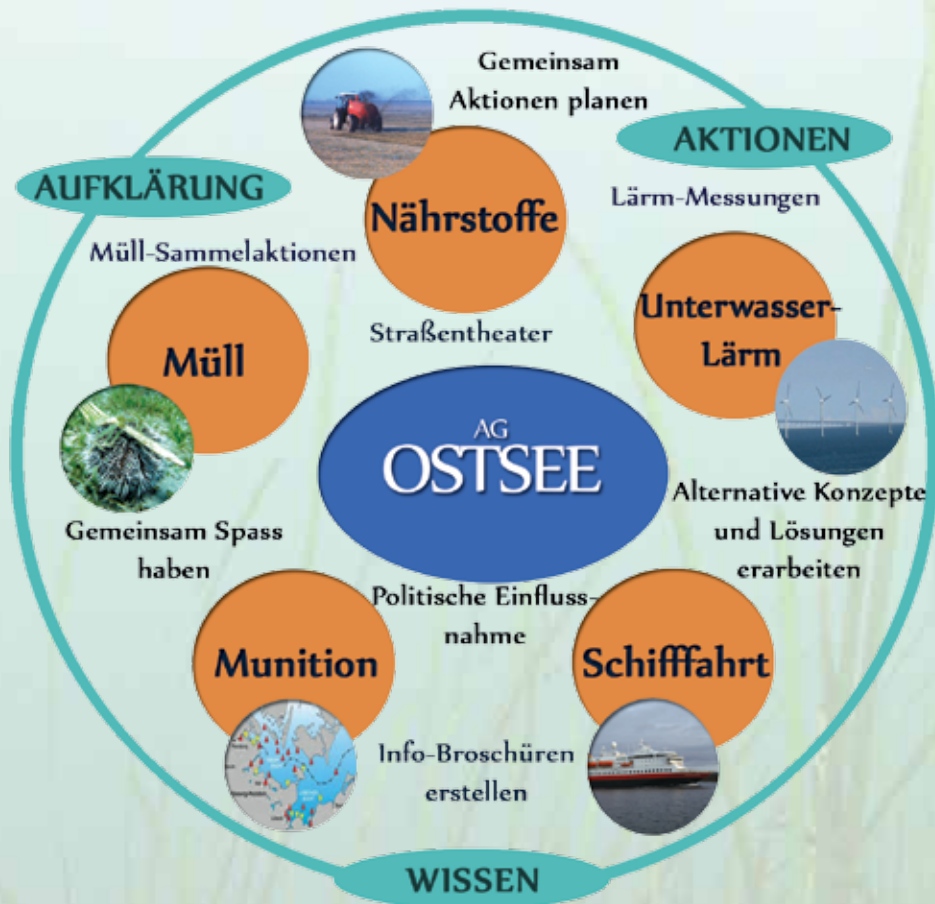 Gemeinsam
Aktionen planen
AKTIONEN
AUFKLÄRUNG
Nährstoffe
Lärm-Messungen
Müll-Sammelaktionen
Unterwasser-
Lärm
Straßentheater
Müll
AG
OSTSEE
Alternative Konzepte
und Lösungen
erarbeiten
Gemeinsam Spass
haben
Politische Einfluss-
nahme
Munition
Schifffahrt
Info-Broschüren
erstellen
WISSEN